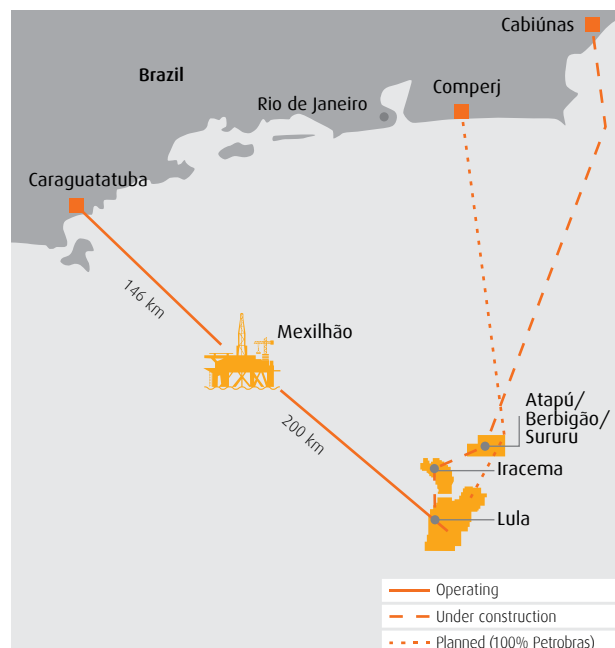 Cabiúnas
Brazil
Comperj
Rio de Janeiro
Caraguatatuba
146 km
Mexilhão
200 km
Atapú/
Berbigão/
Sururu
Iracema
Lula
Operating
Under construction
Planned (100% Petrobras)